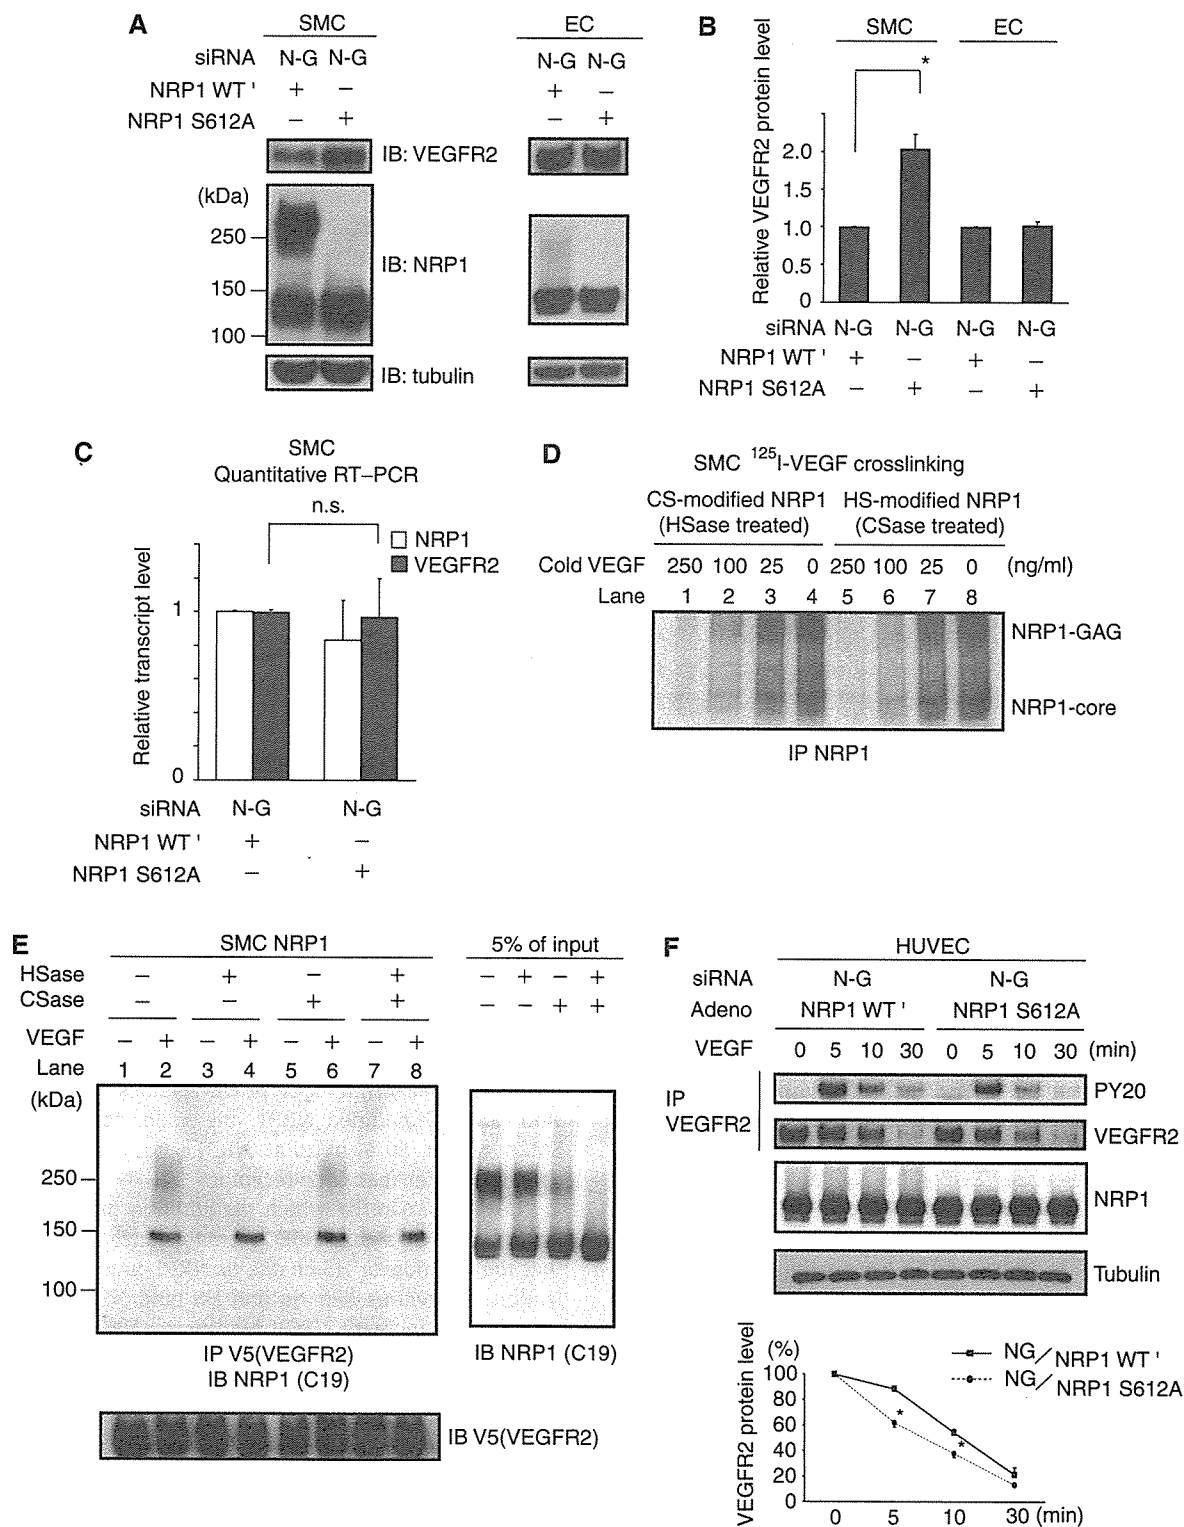 A
SMC
EC
siRNA N-G N-G
N-G N-G
NRP1 WT ' + −
+ −
NRP1 S612A − +
− +
IB: VEGFR2
(kDa)
250
150
100
IB: NRP1
IB: tubulin
B
SMC
EC
*
Relative VEGFR2 protein level
2.0
1.5
1.0
0.5
0
siRNA N-G N-G N-G N-G
NRP1 WT ' + − + −
NRP1 S612A − + − +
C
SMC
Quantitative RT–PCR
n.s.
NRP1
VEGFR2
Relative transcript level
1
0
siRNA N-G N-G
NRP1 WT ' + −
NRP1 S612A − +
D
SMC 125I-VEGF crosslinking
CS-modified NRP1 HS-modified NRP1
(HSase treated) (CSase treated)
Cold VEGF 250 100 25 0 250 100 25 0 (ng/ml)
Lane 1 2 3 4 5 6 7 8
NRP1-GAG
NRP1-core
IP NRP1
E
SMC NRP1
5% of input
HSase − + − +
− + − +
CSase − − + +
− − + +
VEGF − + − + − + − +
Lane 1 2 3 4 5 6 7 8
(kDa)
250
150
100
IP V5(VEGFR2)
IB NRP1 (C19)
IB NRP1 (C19)
IB V5(VEGFR2)
F
HUVEC
siRNA N-G N-G
Adeno NRP1 WT ' NRP1 S612A
VEGF 0 5 10 30 0 5 10 30 (min)
IP
VEGFR2
PY20
VEGFR2
NRP1
Tubulin
VEGFR2 protein level
(%)
100
80
60
40
20
0
NG/NRP1 WT '
NG/NRP1 S612A
*
*
0 5 10 30 (min)